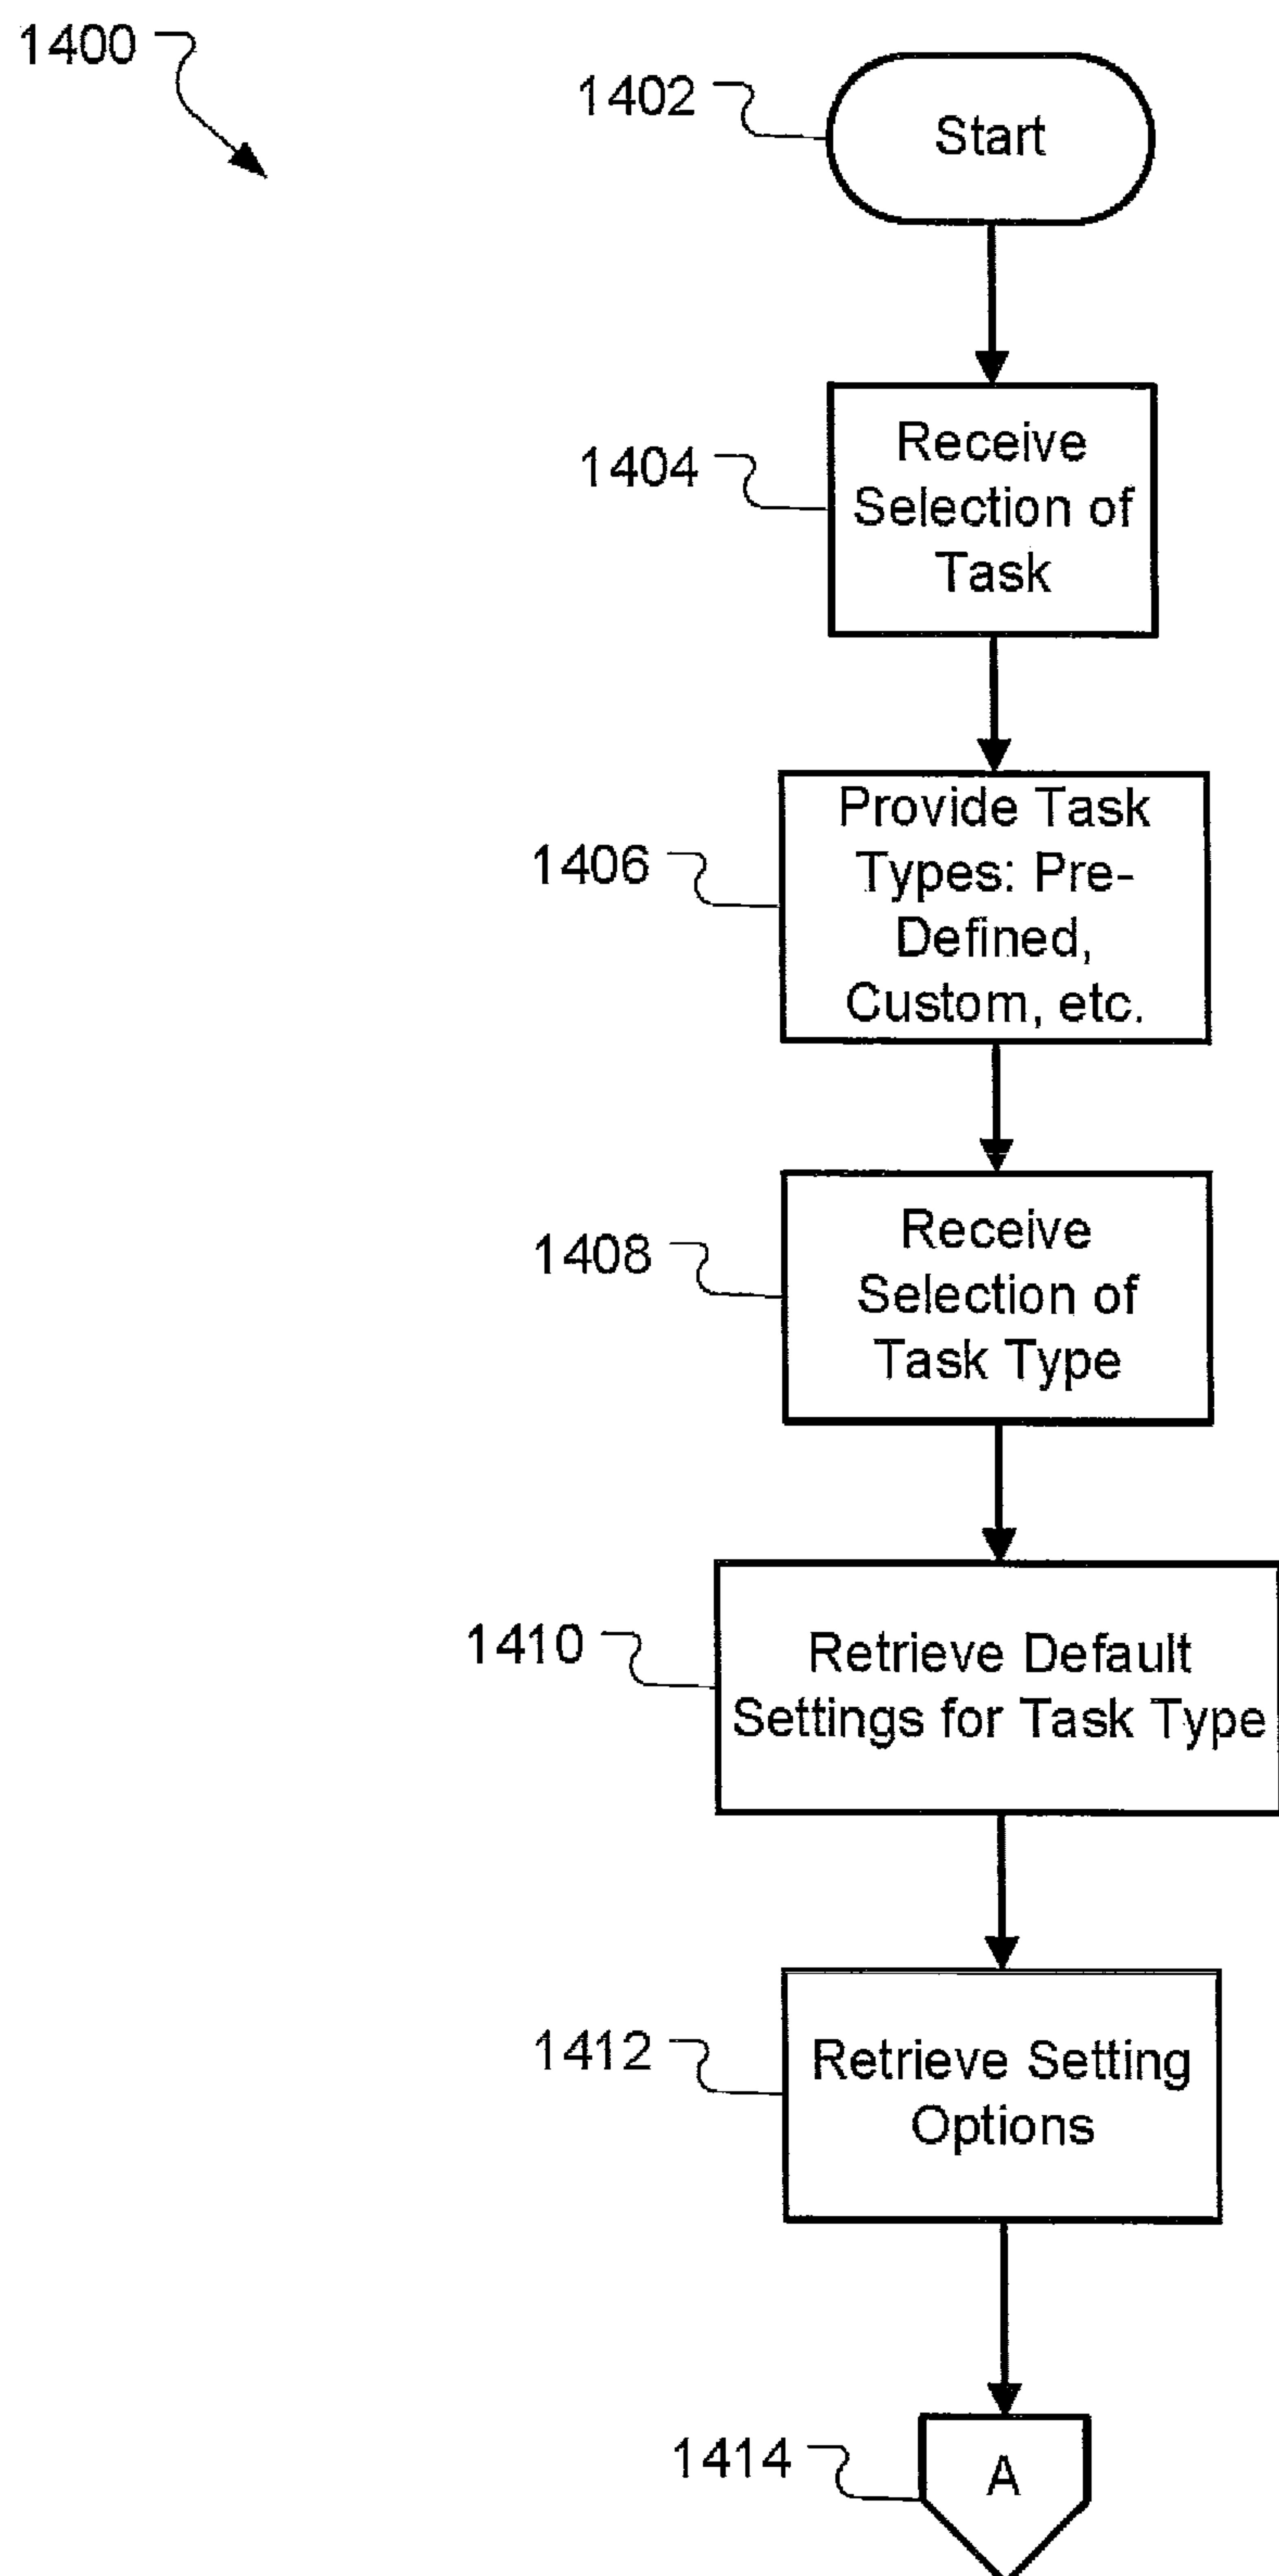 1400
1402
Start
1404
Receive
Selection of
Task
1406
Provide Task
Types: Pre-
Defined,
Custom, etc.
1408
Receive
Selection of
Task Type
1410
Retrieve Default
Settings for Task Type
1412
Retrieve Setting
Options
1414
A